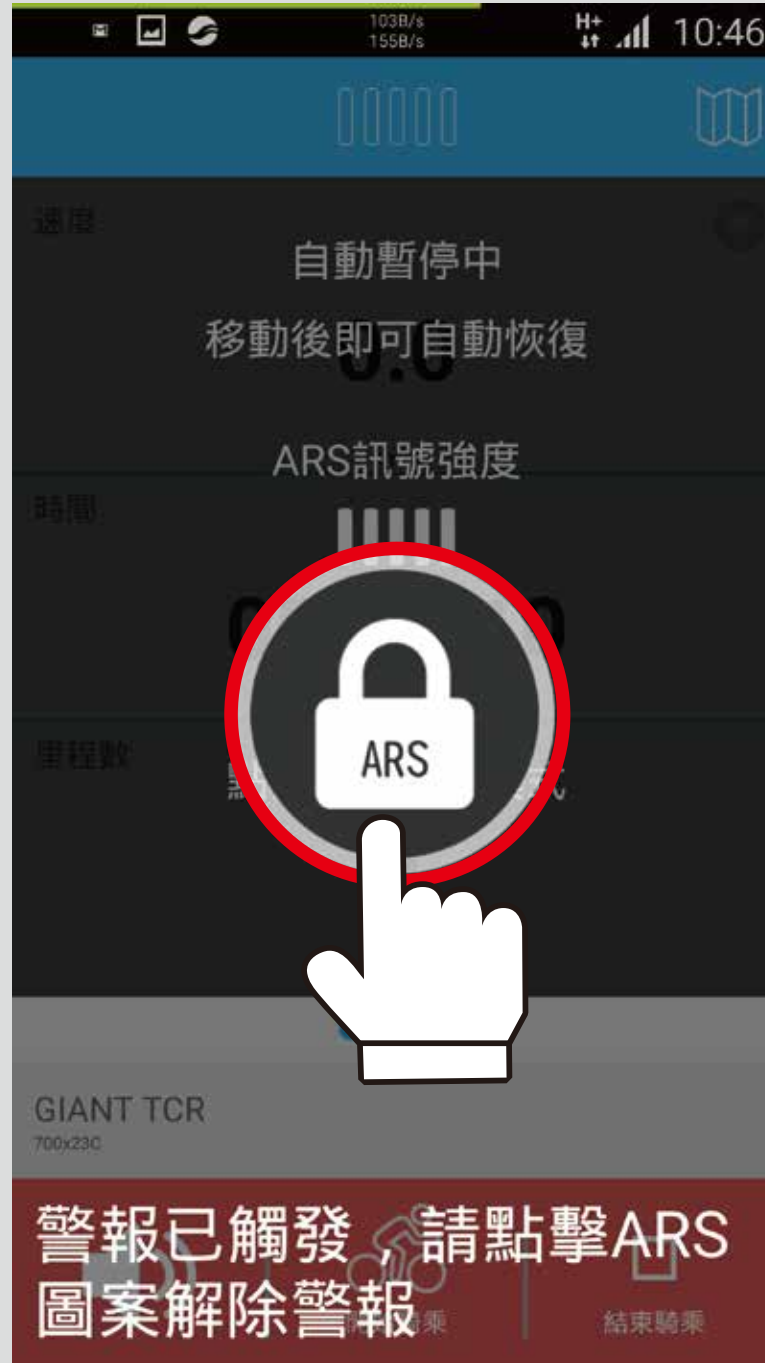 103B/s
155B/s
H+
10:46
速度
自動暫停中
移動後即可自動恢復
ARS訊號強度
時間
ARS
里程數
點
式
GIANT TCR
700x23C
警報已觸發，請點擊ARS
圖案解除警報
結束騎乘